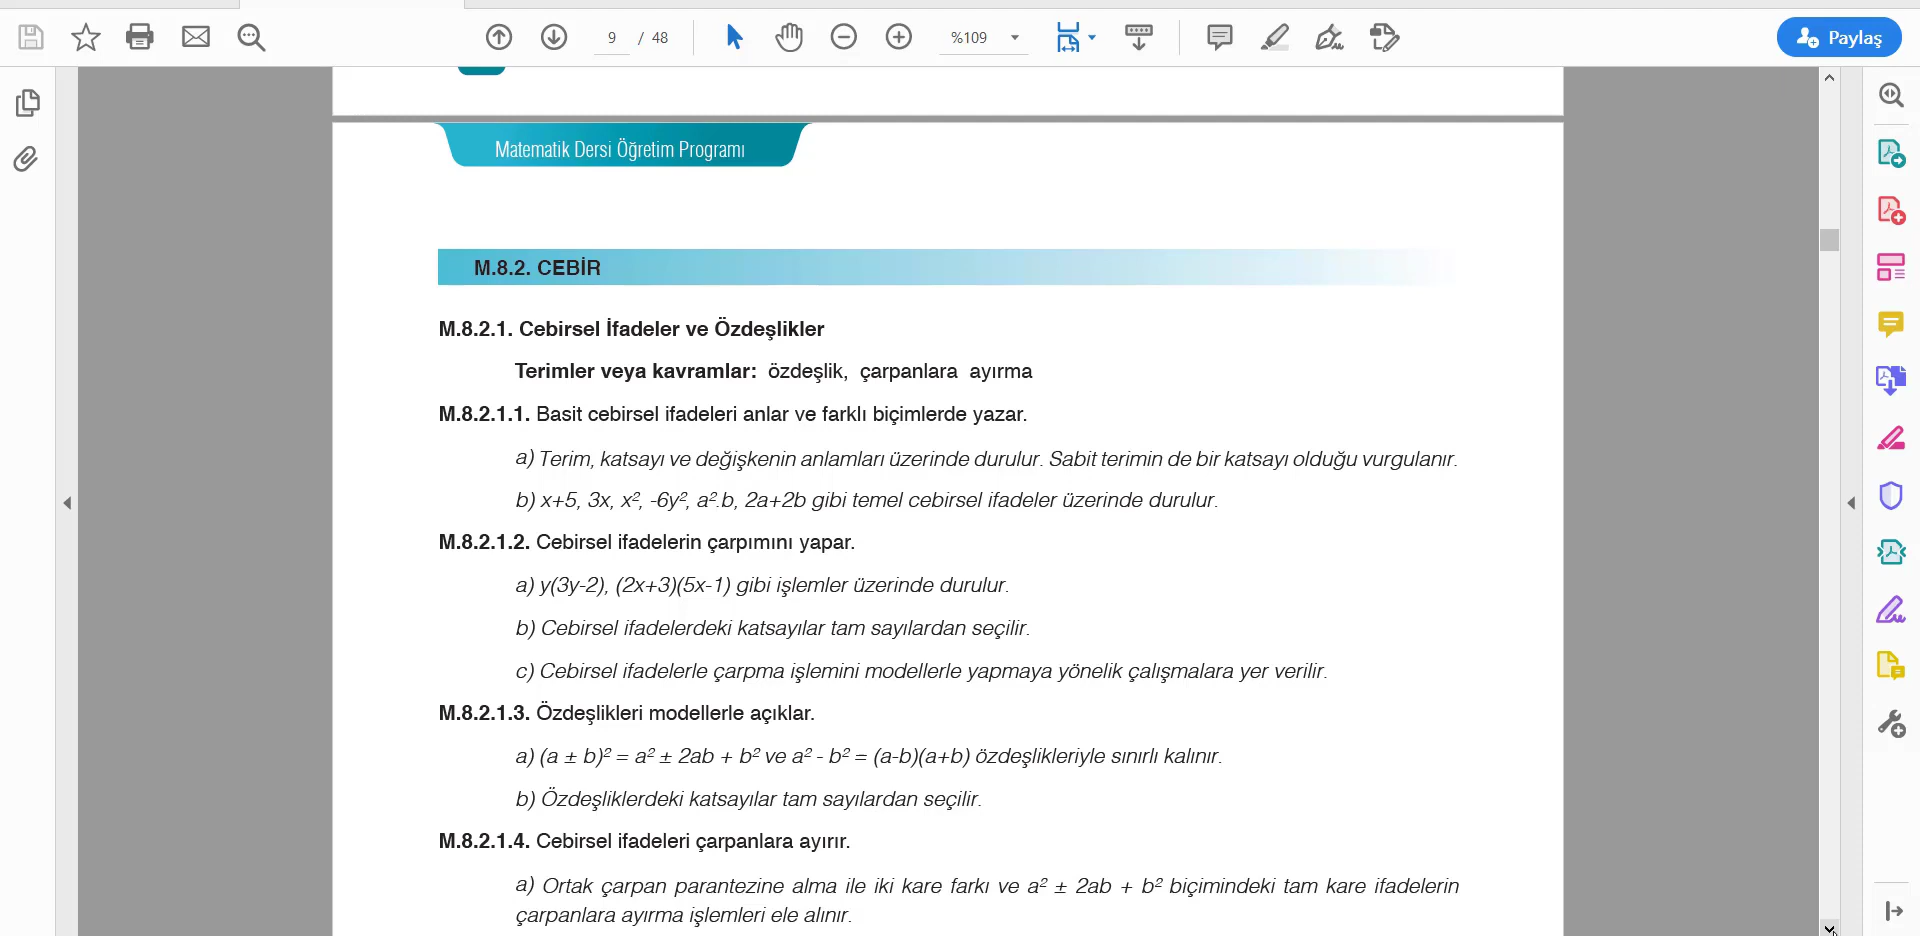 9 / 48
%109
Paylaş
Matematik Dersi Öğretim Programı
M.8.2. CEBİR
M.8.2.1. Cebirsel İfadeler ve Özdeşlikler
Terimler veya kavramlar: özdeşlik, çarpanlara ayırma
M.8.2.1.1. Basit cebirsel ifadeleri anlar ve farklı biçimlerde yazar.
a) Terim, katsayı ve değişkenin anlamları üzerinde durulur. Sabit terimin de bir katsayı olduğu vurgulanır.
b) x+5, 3x, x², -6y², a².b, 2a+2b gibi temel cebirsel ifadeler üzerinde durulur.
M.8.2.1.2. Cebirsel ifadelerin çarpımını yapar.
a) y(3y-2), (2x+3)(5x-1) gibi işlemler üzerinde durulur.
b) Cebirsel ifadelerdeki katsayılar tam sayılardan seçilir.
c) Cebirsel ifadelerle çarpma işlemini modellerle yapmaya yönelik çalışmalara yer verilir.
M.8.2.1.3. Özdeşlikleri modellerle açıklar.
a) (a ± b)² = a² ± 2ab + b² ve a² - b² = (a-b)(a+b) özdeşlikleriyle sınırlı kalınır.
b) Özdeşliklerdeki katsayılar tam sayılardan seçilir.
M.8.2.1.4. Cebirsel ifadeleri çarpanlara ayırır.
a) Ortak çarpan parantezine alma ile iki kare farkı ve a² ± 2ab + b² biçimindeki tam kare ifadelerin
çarpanlara ayırma işlemleri ele alınır.